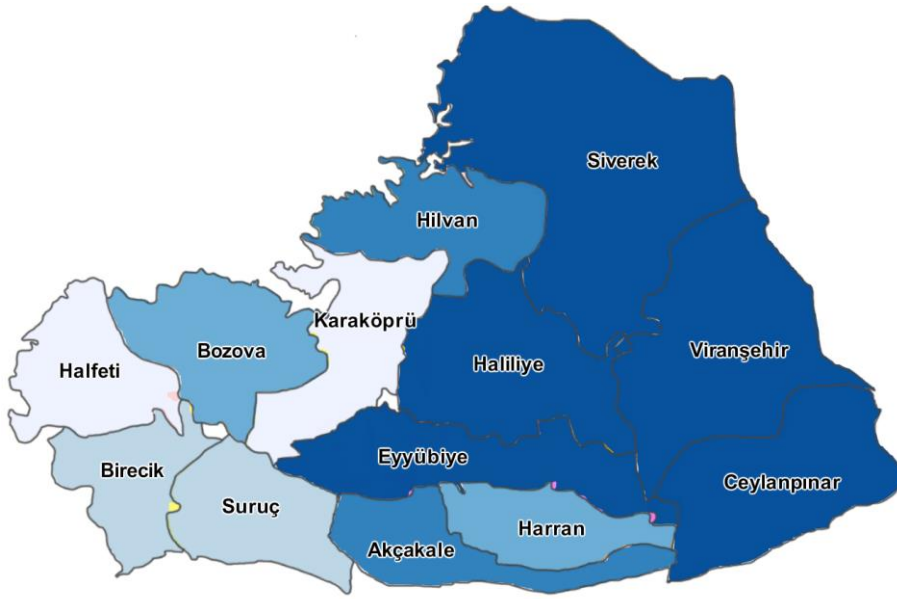 Siverek
Hilvan
Karaköprü
Bozova
Viranşehir
Haliliye
Halfeti
Eyyübiye
Birecik
Ceylanpınar
Suruç
Harran
Akçakale